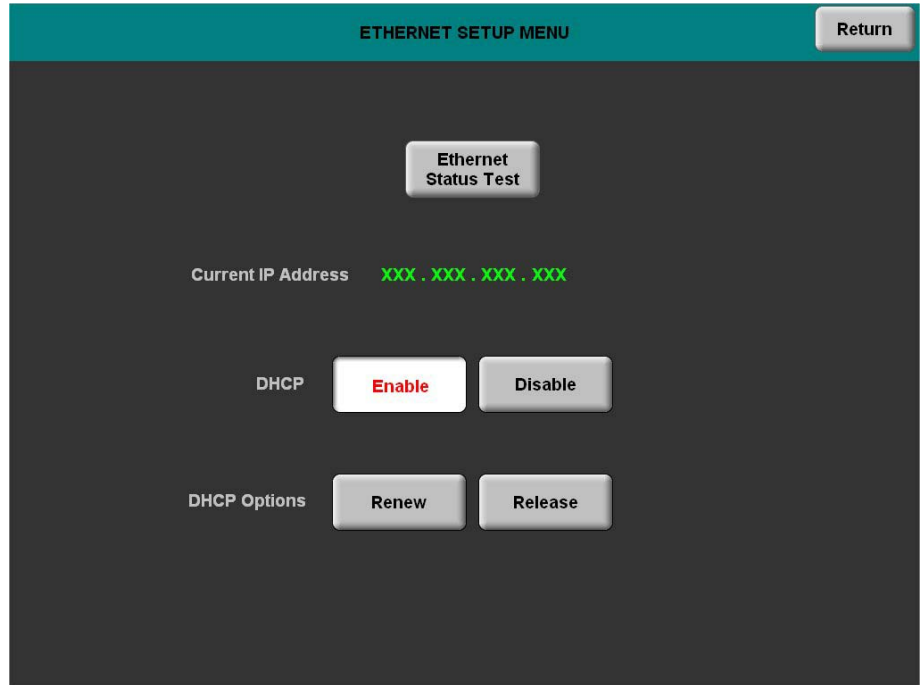 ETHERNET SETUP MENU
Return
Ethernet
Status Test
Current IP Address XXX . XXX . XXX . XXX
DHCP Enable Disable
DHCP Options Renew Release